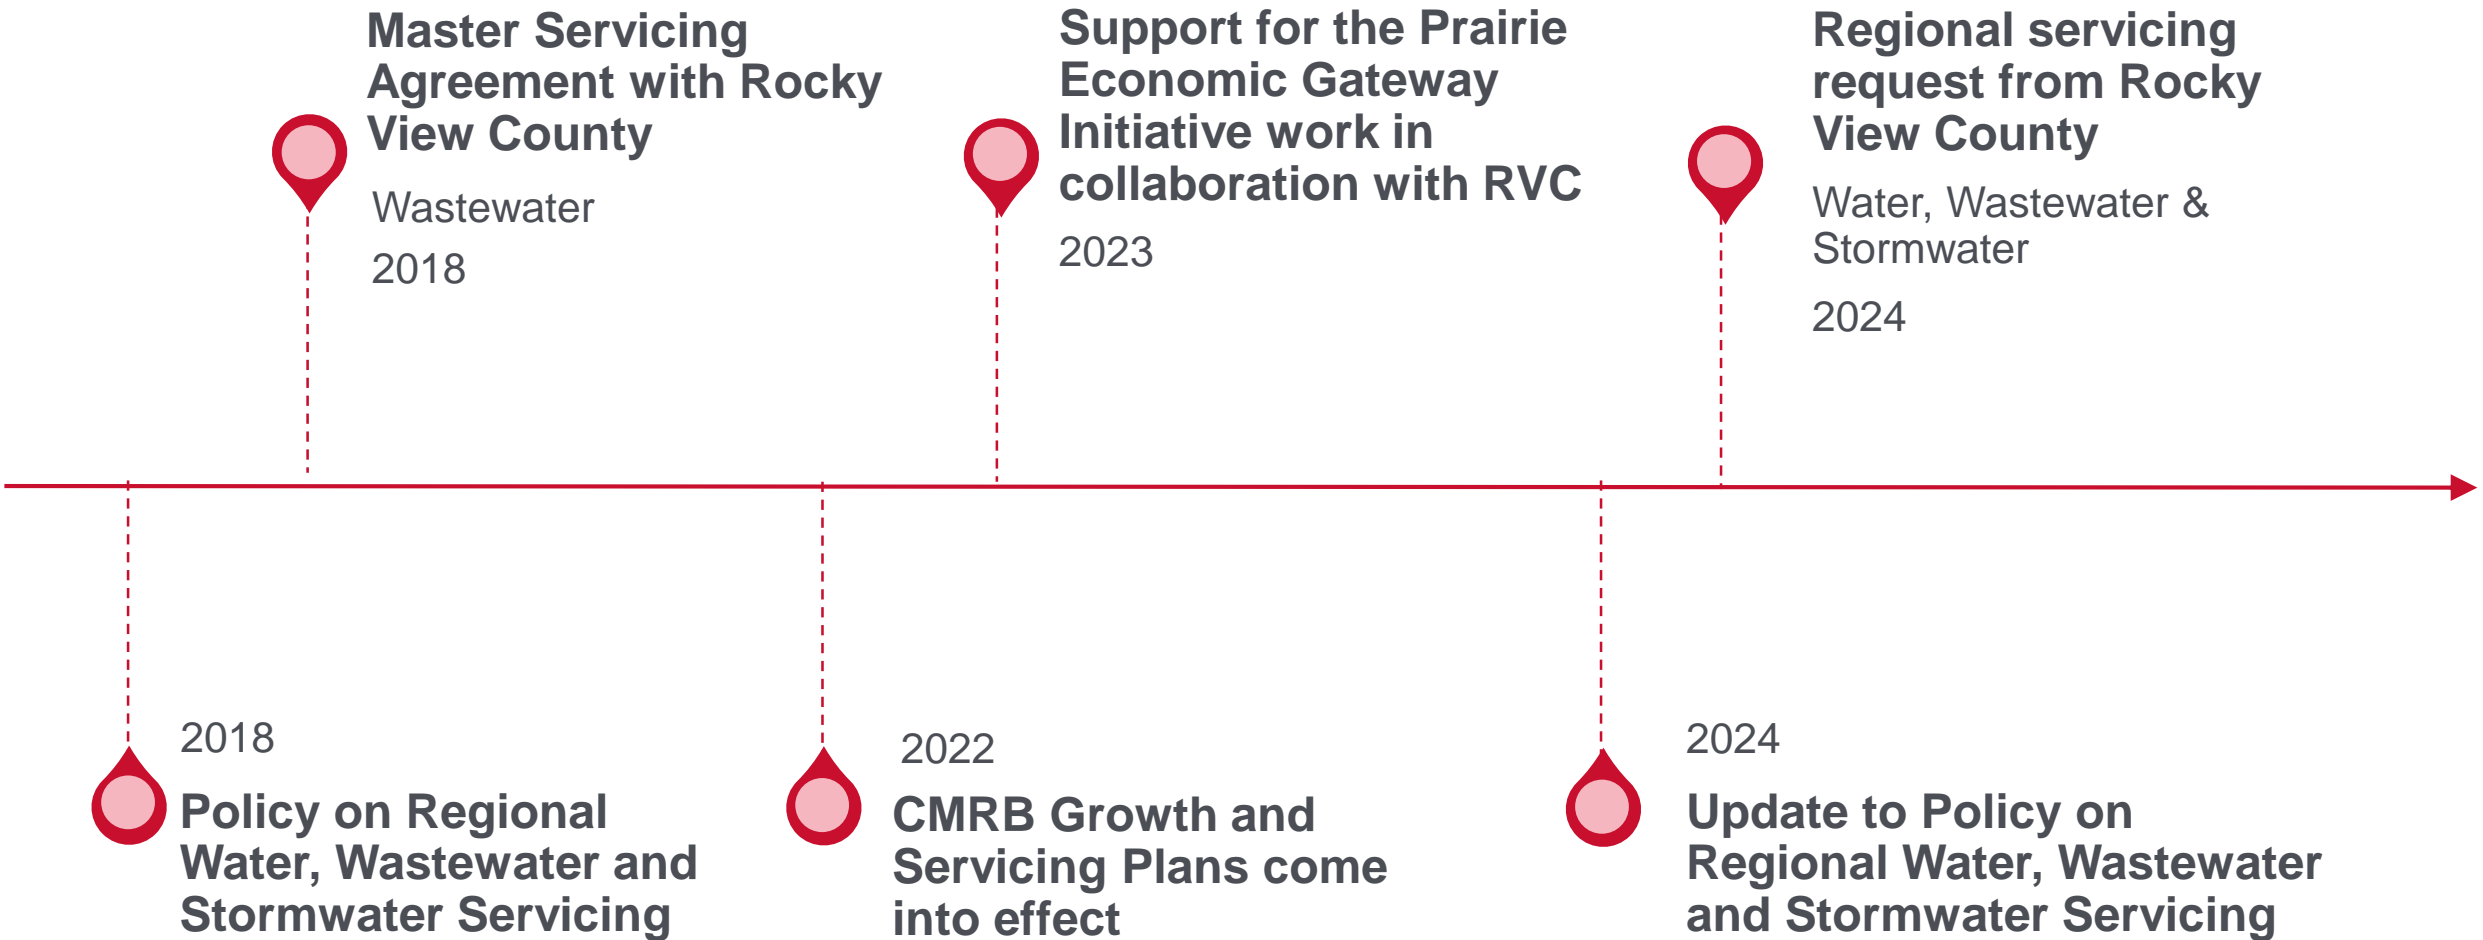 Master Servicing
Agreement with Rocky
View County
Wastewater
2018
Support for the Prairie
Economic Gateway
Initiative work in
collaboration with RVC
2023
Regional servicing
request from Rocky
View County
Water, Wastewater &
Stormwater
2024
2018
Policy on Regional
Water, Wastewater and
Stormwater Servicing
2022
CMRB Growth and
Servicing Plans come
into effect
2024
Update to Policy on
Regional Water, Wastewater
and Stormwater Servicing